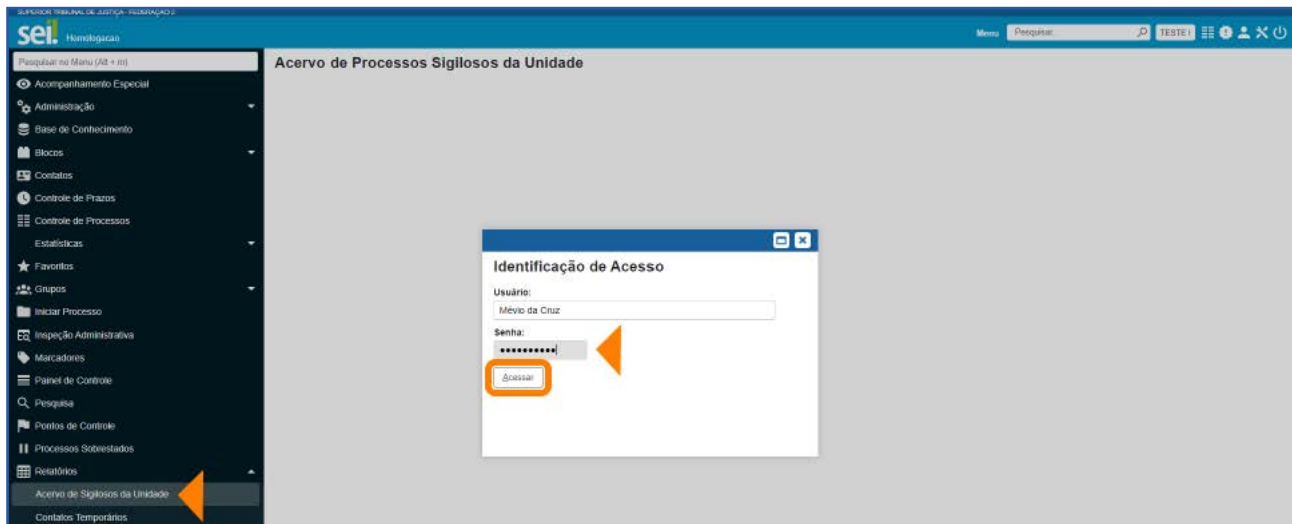 SUPERIOR TRIBUNAL DE JUSTIÇA - FEDERAÇÃO 2
sei. Homologacao
Menu Pesquisar... TESTE
Pesquisar no Menu (Alt + m)
Acervo de Processos Sigilosos da Unidade
Acompanhamento Especial
Administração
Base de Conhecimento
Blocos
Contatos
Controle de Prazos
Controle de Processos
Estatísticas
Favoritos
Grupos
Iniciar Processo
Inspeção Administrativa
Marcadores
Painel de Controle
Pesquisa
Pontos de Controle
Processos Sobrestados
Relatórios
Acervo de Sigilosos da Unidade
Contatos Temporários
Identificação de Acesso
Usuário:
Mévio da Cruz
Senha:
••••••••••
Acessar